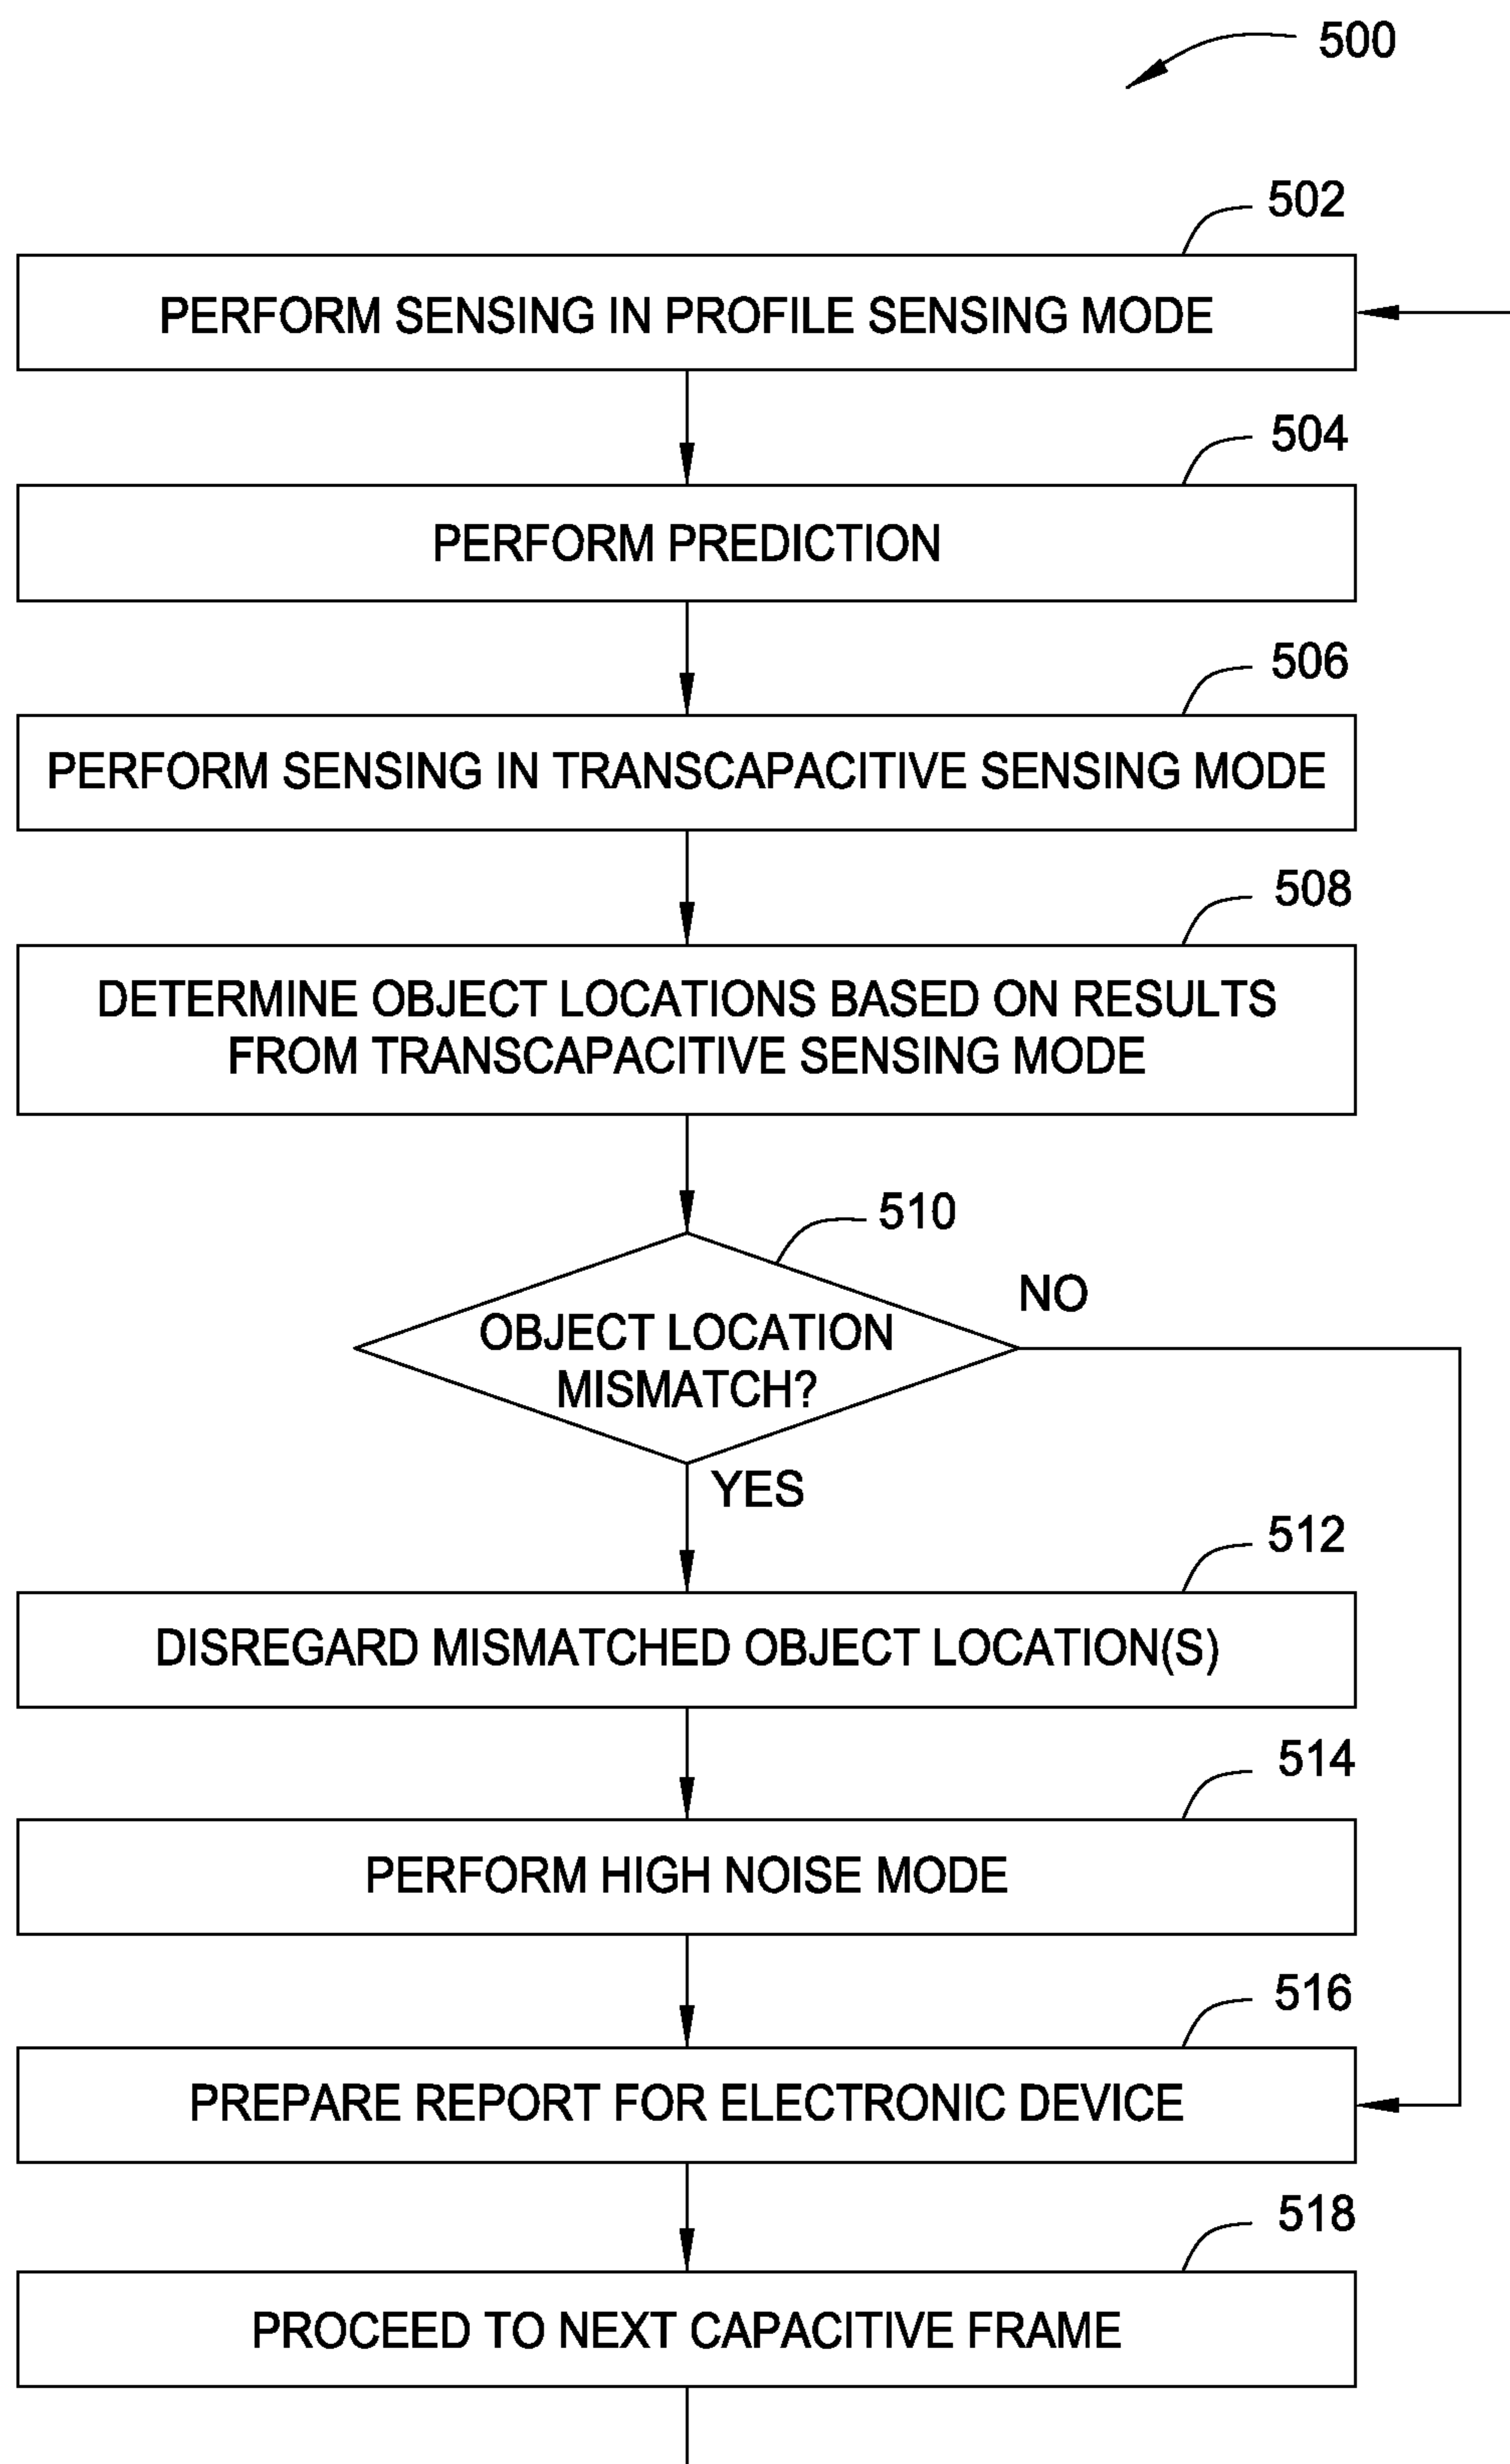 500
502
PERFORM SENSING IN PROFILE SENSING MODE
504
PERFORM PREDICTION
506
PERFORM SENSING IN TRANSCAPACITIVE SENSING MODE
508
DETERMINE OBJECT LOCATIONS BASED ON RESULTS
FROM TRANSCAPACITIVE SENSING MODE
510
NO
OBJECT LOCATION
MISMATCH?
YES
512
DISREGARD MISMATCHED OBJECT LOCATION(S)
514
PERFORM HIGH NOISE MODE
516
PREPARE REPORT FOR ELECTRONIC DEVICE
518
PROCEED TO NEXT CAPACITIVE FRAME